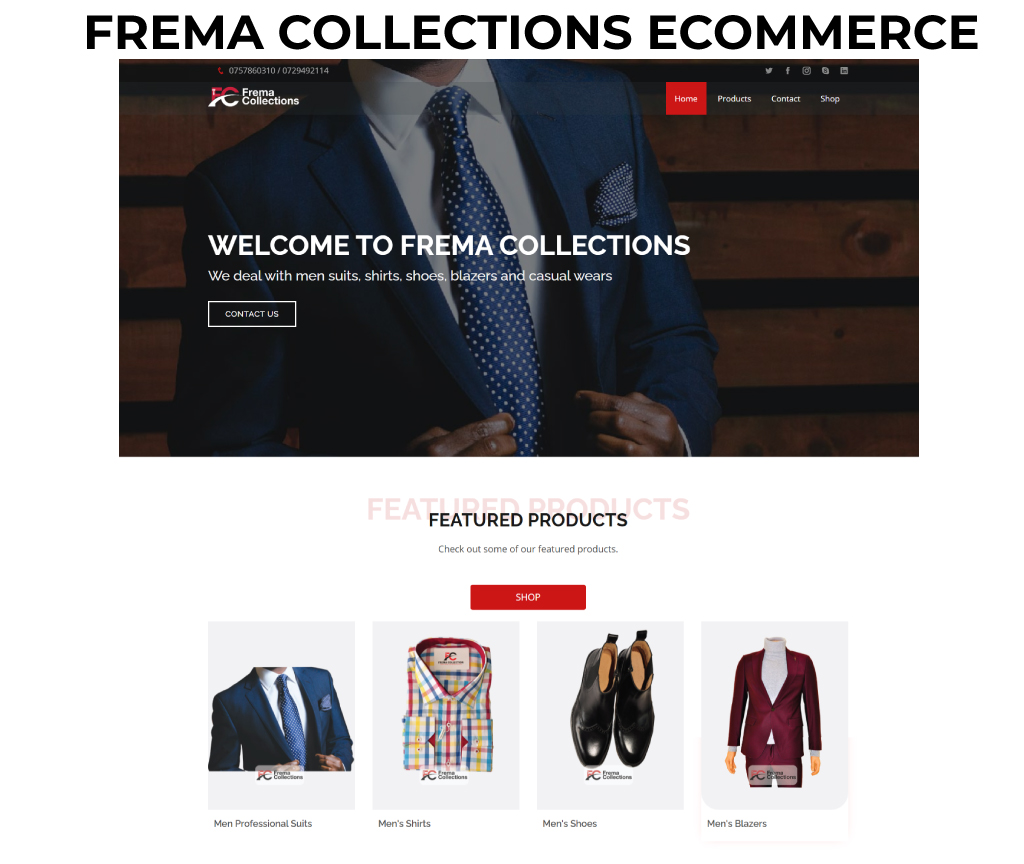 FREMA COLLECTIONS ECOMMERCE
0757860310 / 0729492114
FC Frema
Collections
Home Products Contact Shop
WELCOME TO FREMA COLLECTIONS
We deal with men suits, shirts, shoes, blazers and casual wears
CONTACT US
FEATURED PRODUCTS
FEATURED PRODUCTS
Check out some of our featured products.
SHOP
FC
FREMA COLLECTION
FC Frema
Collections
FC Frema
Collections
FC Frema
Collections
FC Frema
Collections
Men Professional Suits
Men's Shirts
Men's Shoes
Men's Blazers